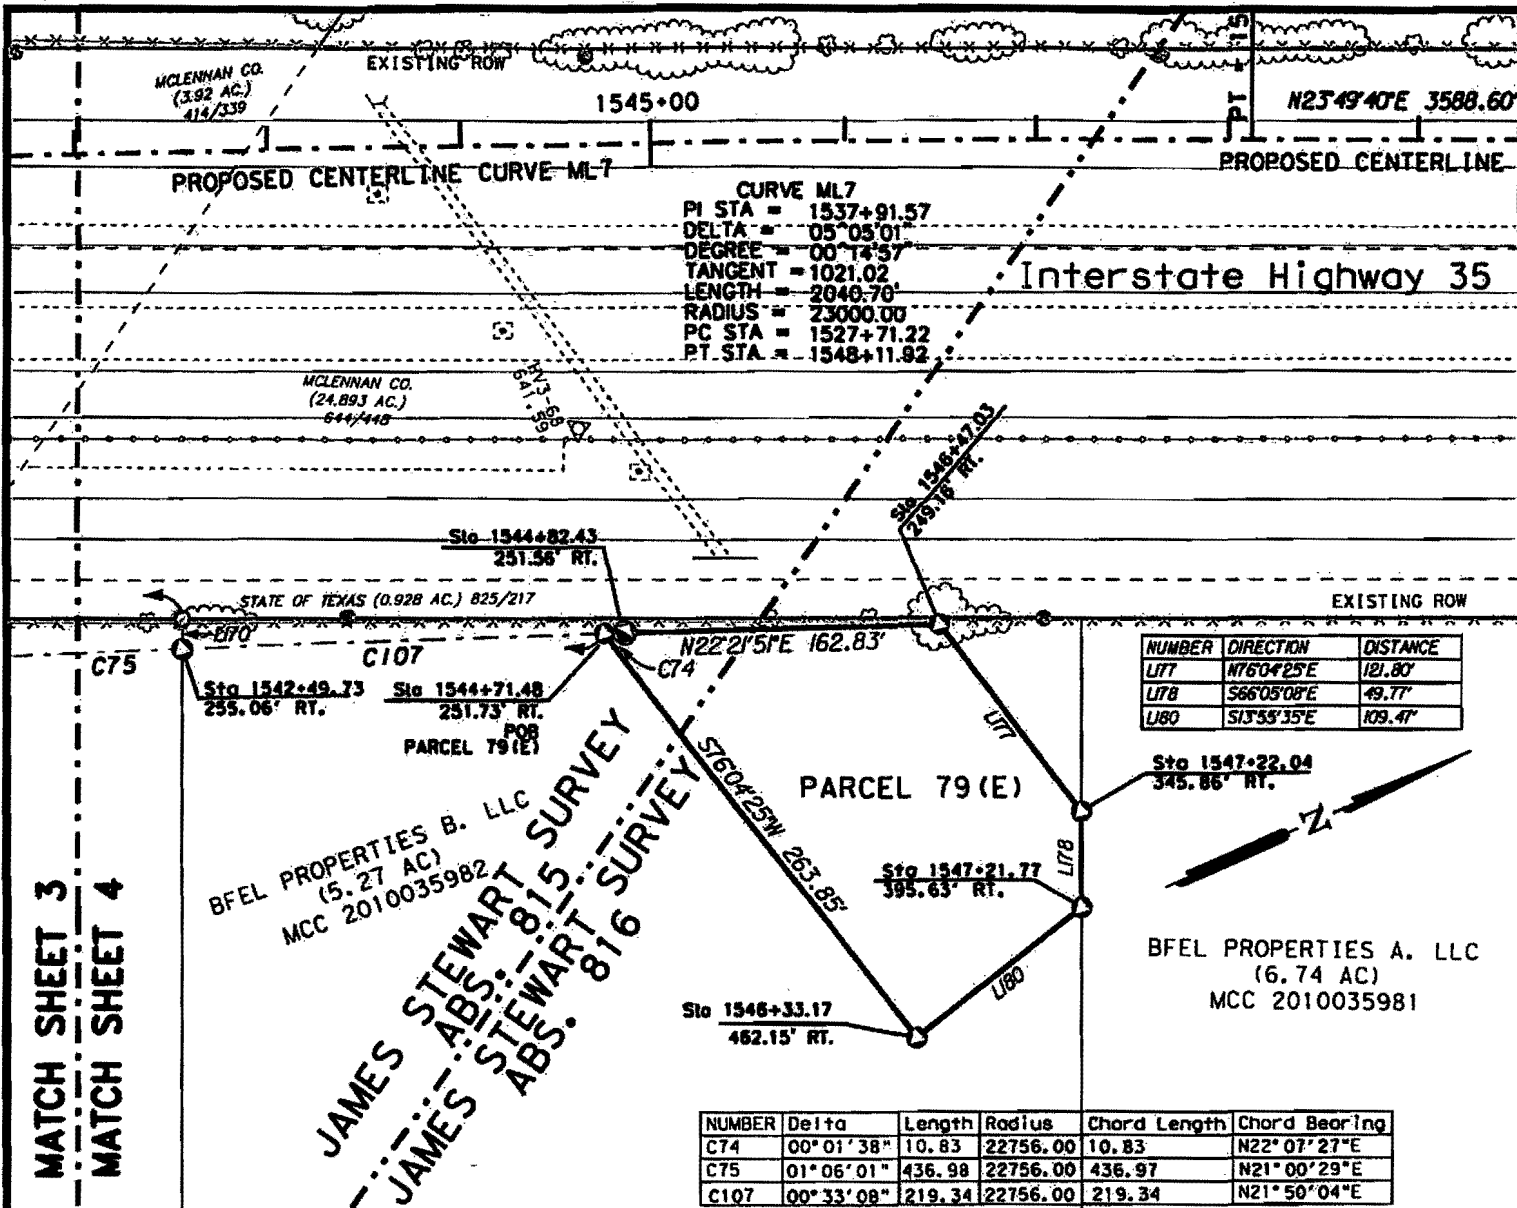 EXISTING ROW
MCLENNAN CO.
(3.92 AC.)
414/339
1545+00
PT - 15
N23°49'40"E 3588.60'
PROPOSED CENTERLINE CURVE ML7
PROPOSED CENTERLINE
CURVE ML7
PI STA = 1537+91.57
DELTA = 05°05'01"
DEGREE = 00°14'57"
TANGENT = 1021.02
LENGTH = 2040.70'
RADIUS = 23000.00
PC STA = 1527+71.22
PT STA = 1548+11.92
Interstate Highway 35
MCLENNAN CO.
(24.893 AC.)
644/448
HV3-68
641.59
Sta 1546+47.03
249.16' RT.
Sta 1544+82.43
251.56' RT.
STATE OF TEXAS (0.928 AC.) 825/217
EXISTING ROW
L170
C75
C107
N22°21'51"E 162.83'
C74
Sta 1542+49.73
255.06' RT.
Sta 1544+71.48
251.73' RT.
POB
PARCEL 79(E)
NUMBER DIRECTION DISTANCE
L177 N76°04'25"E 121.80'
L178 S66°05'08"E 49.77'
L180 S13°55'35"E 109.47'
L177
S76°04'25"W 263.85'
PARCEL 79(E)
Sta 1547+22.04
345.86' RT.
N
L178
Sta 1547+21.77
395.63' RT.
BFEL PROPERTIES B. LLC
(5.27 AC)
MCC 2010035982
JAMES STEWART SURVEY
ABS. 815
JAMES STEWART SURVEY
ABS. 816
L180
BFEL PROPERTIES A. LLC
(6.74 AC)
MCC 2010035981
Sta 1546+33.17
462.15' RT.
MATCH SHEET 3
MATCH SHEET 4
NUMBER Delta Length Radius Chord Length Chord Bearing
C74 00°01'38" 10.83 22756.00 10.83 N22°07'27"E
C75 01°06'01" 436.98 22756.00 436.97 N21°00'29"E
C107 00°33'08" 219.34 22756.00 219.34 N21°50'04"E